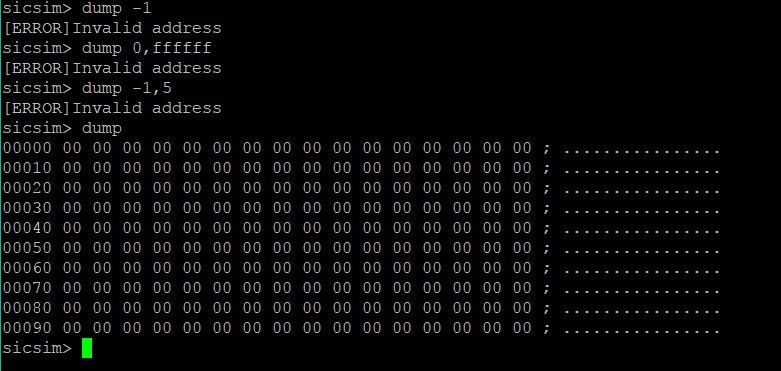 sicsim> dump -1
[ERROR]Invalid address
sicsim> dump 0,ffffff
[ERROR]Invalid address
sicsim> dump -1,5
[ERROR]Invalid address
sicsim> dump
00000 00 00 00 00 00 00 00 00 00 00 00 00 00 00 00 00 ; ................
00010 00 00 00 00 00 00 00 00 00 00 00 00 00 00 00 00 ; ................
00020 00 00 00 00 00 00 00 00 00 00 00 00 00 00 00 00 ; ................
00030 00 00 00 00 00 00 00 00 00 00 00 00 00 00 00 00 ; ................
00040 00 00 00 00 00 00 00 00 00 00 00 00 00 00 00 00 ; ................
00050 00 00 00 00 00 00 00 00 00 00 00 00 00 00 00 00 ; ................
00060 00 00 00 00 00 00 00 00 00 00 00 00 00 00 00 00 ; ................
00070 00 00 00 00 00 00 00 00 00 00 00 00 00 00 00 00 ; ................
00080 00 00 00 00 00 00 00 00 00 00 00 00 00 00 00 00 ; ................
00090 00 00 00 00 00 00 00 00 00 00 00 00 00 00 00 00 ; ................
sicsim>